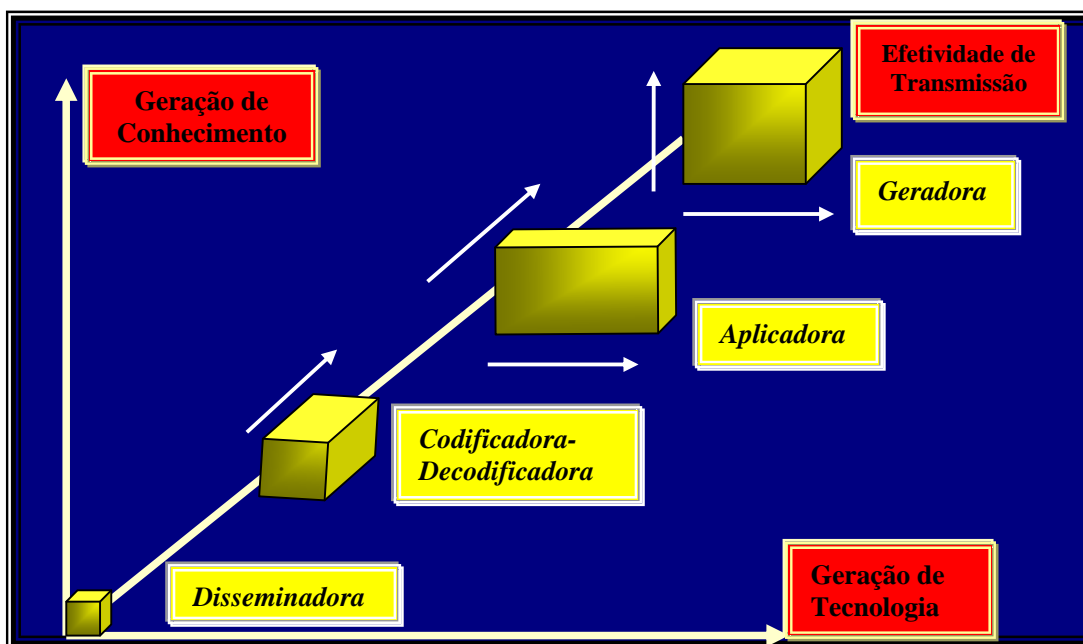 Efetividade de
Transmissão
Geração de
Conhecimento
Geradora
Aplicadora
Codificadora-
Decodificadora
Geração de
Tecnologia
Disseminadora